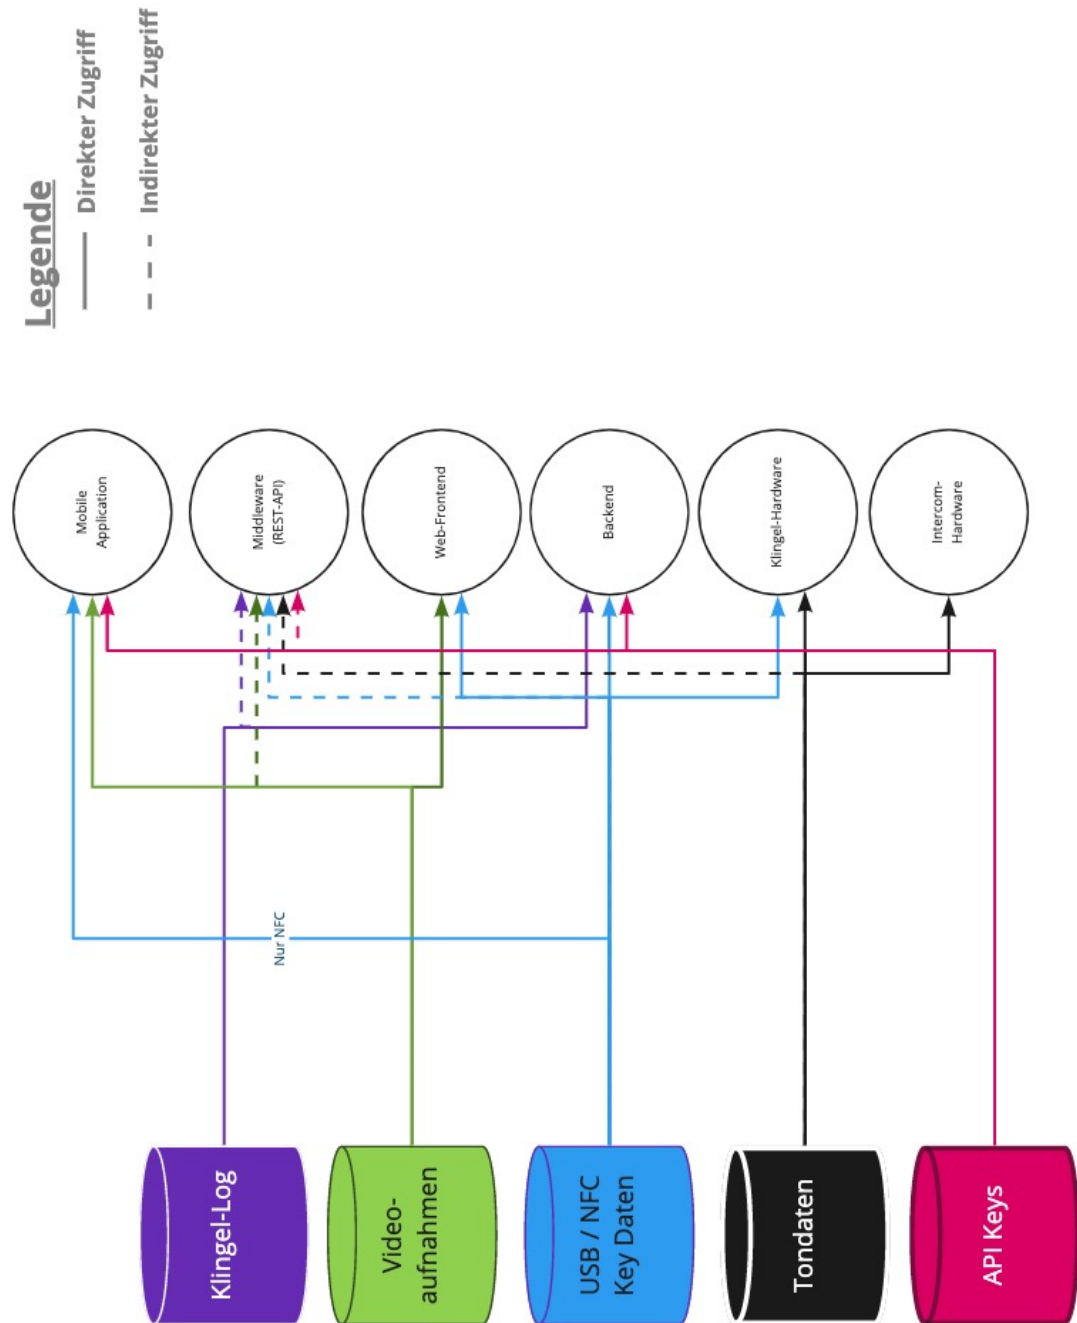 Legende
Direkter Zugriff
Indirekter Zugriff
Mobile
Application
Middleware
(REST-API)
Web-Frontend
Backend
Klingel-Hardware
Intercom-
Hardware
Nur NFC
Klingel-Log
Video-
aufnahmen
USB / NFC
Key Daten
Tondaten
API Keys